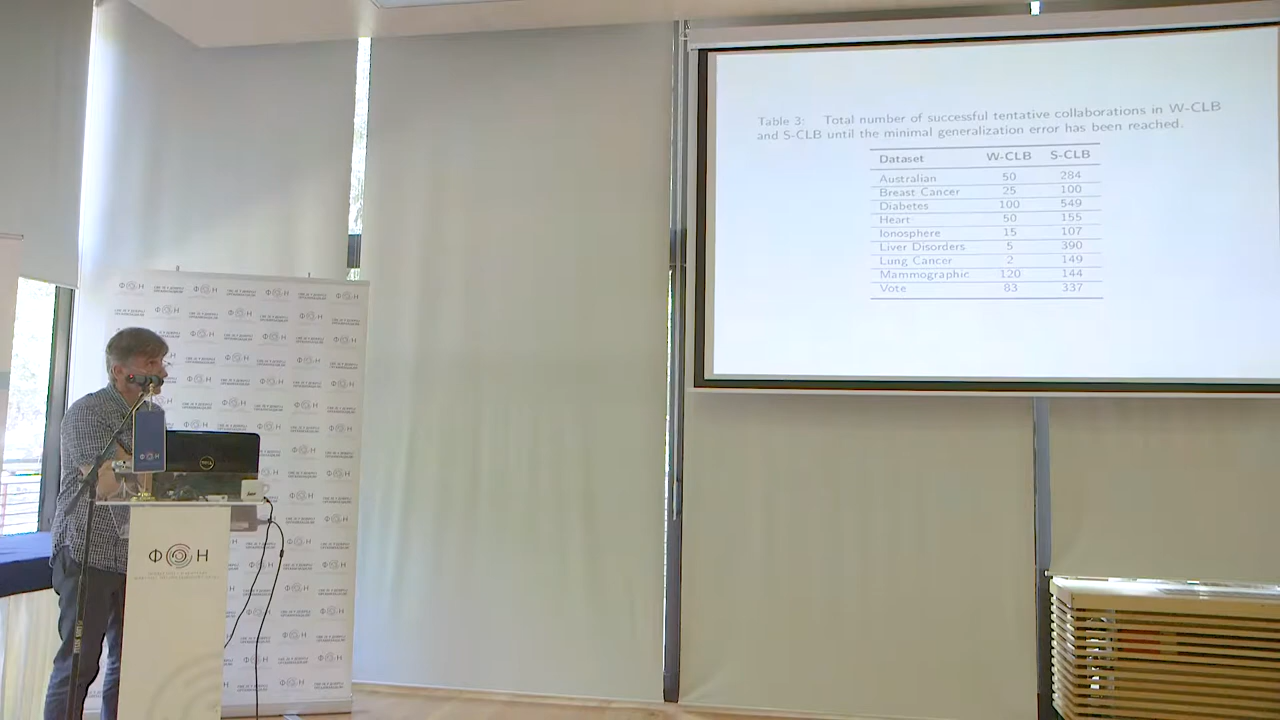 Table 3: Total number of successful tentative collaborations in W-CLB
and S-CLB until the minimal generalization error has been reached.
Dataset W-CLB S-CLB
Australian 50 284
Breast Cancer 25 100
Diabetes 100 549
Heart 50 155
Ionosphere 15 107
Liver Disorders 5 390
Lung Cancer 2 149
Mammographic 120 144
Vote 83 337
ФОН
DELL